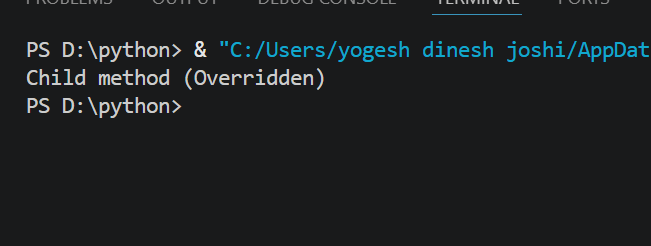 PROBLEMS OUTPUT DEBUG CONSOLE TERMINAL PORTS
PS D:\python> & "C:/Users/yogesh dinesh joshi/AppDat
Child method (Overridden)
PS D:\python>